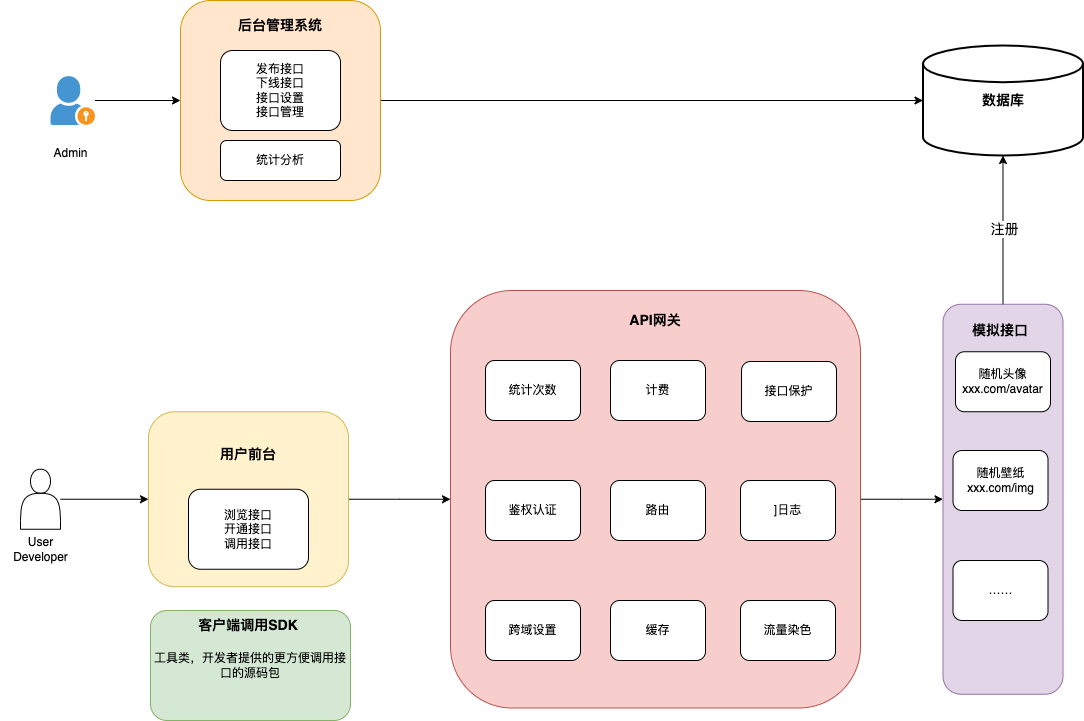 后台管理系统
发布接口
下线接口
接口设置
接口管理
统计分析
Admin
数据库
注册
API网关
统计次数
计费
接口保护
鉴权认证
路由
]日志
跨域设置
缓存
流量染色
模拟接口
随机头像
xxx.com/avatar
随机壁纸
xxx.com/img
……
用户前台
浏览接口
开通接口
调用接口
User
Developer
客户端调用SDK
工具类，开发者提供的更方便调用接
口的源码包